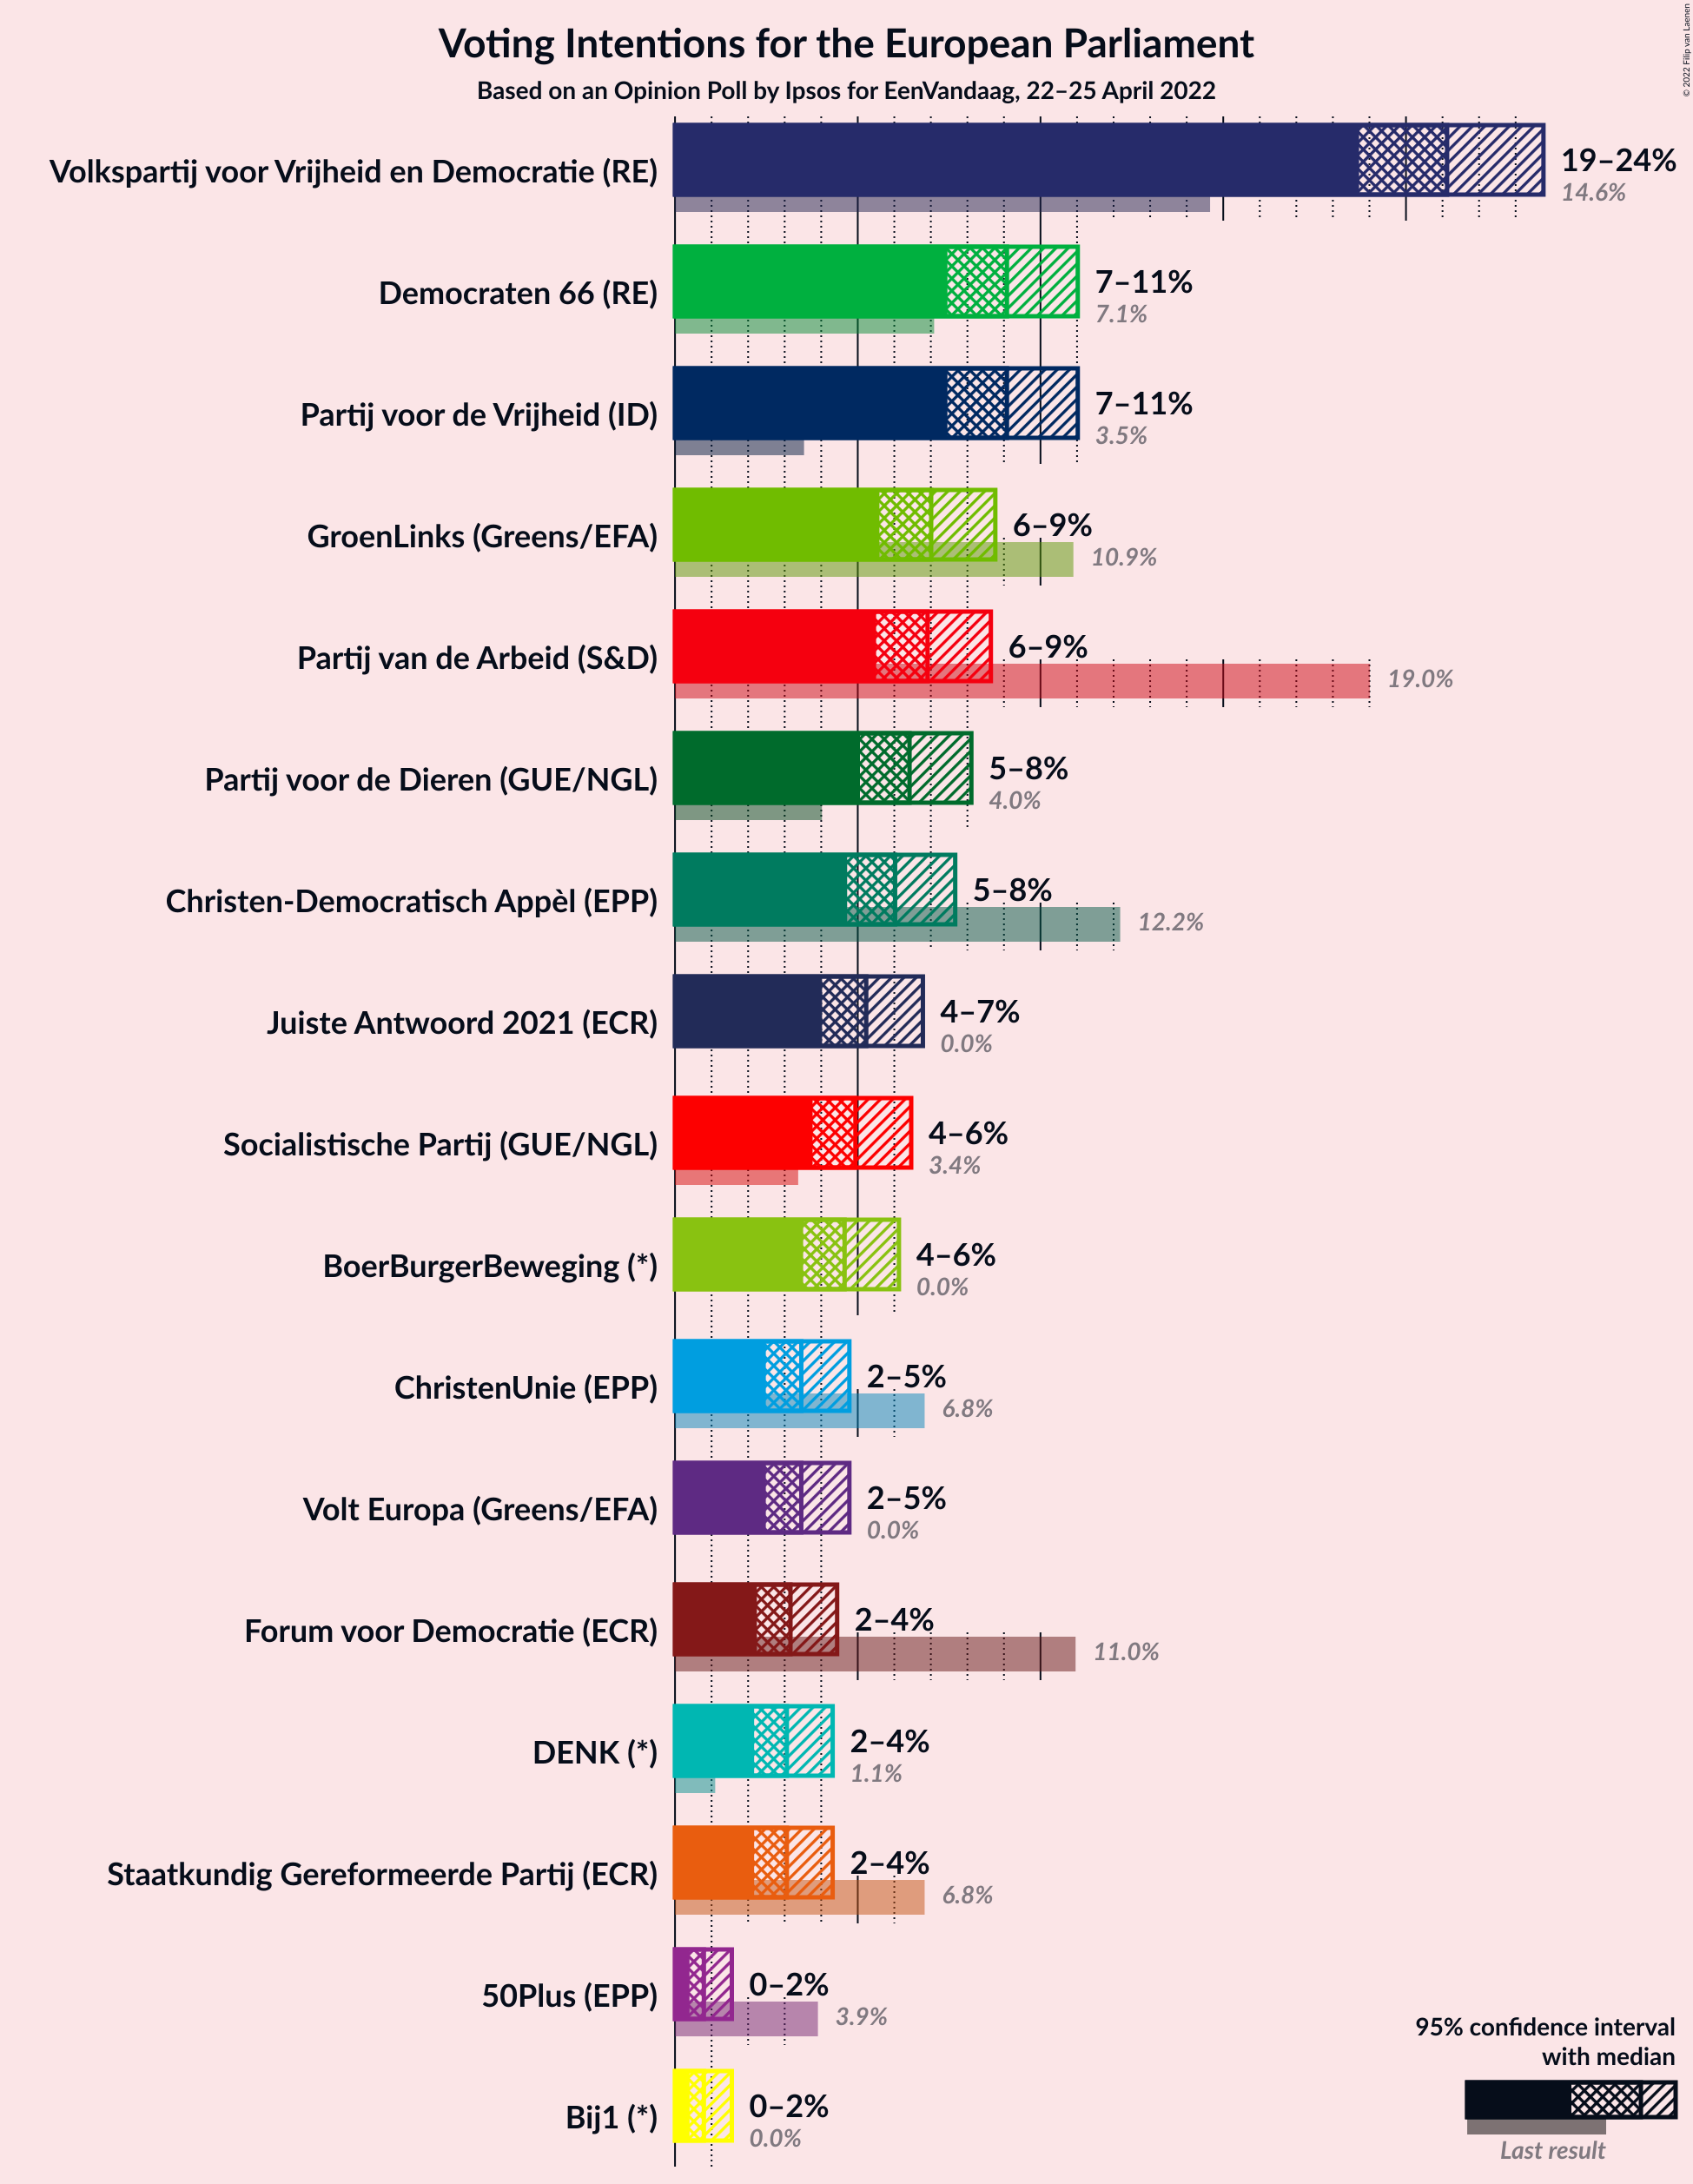 Voting Intentions for the European Parliament
Based on an Opinion Poll by Ipsos for EenVandaag, 22–25 April 2022
© 2022 Filip van Laenen
Volkspartij voor Vrijheid en Democratie (RE)
19–24%
14.6%
Democraten 66 (RE)
7–11%
7.1%
Partij voor de Vrijheid (ID)
7–11%
3.5%
GroenLinks (Greens/EFA)
6–9%
10.9%
Partij van de Arbeid (S&D)
6–9%
19.0%
Partij voor de Dieren (GUE/NGL)
5–8%
4.0%
Christen-Democratisch Appèl (EPP)
5–8%
12.2%
Juiste Antwoord 2021 (ECR)
4–7%
0.0%
Socialistische Partij (GUE/NGL)
4–6%
3.4%
BoerBurgerBeweging (*)
4–6%
0.0%
ChristenUnie (EPP)
2–5%
6.8%
Volt Europa (Greens/EFA)
2–5%
0.0%
Forum voor Democratie (ECR)
2–4%
11.0%
DENK (*)
2–4%
1.1%
Staatkundig Gereformeerde Partij (ECR)
2–4%
6.8%
50Plus (EPP)
0–2%
3.9%
Bij1 (*)
0–2%
0.0%
95% confidence interval
with median
Last result